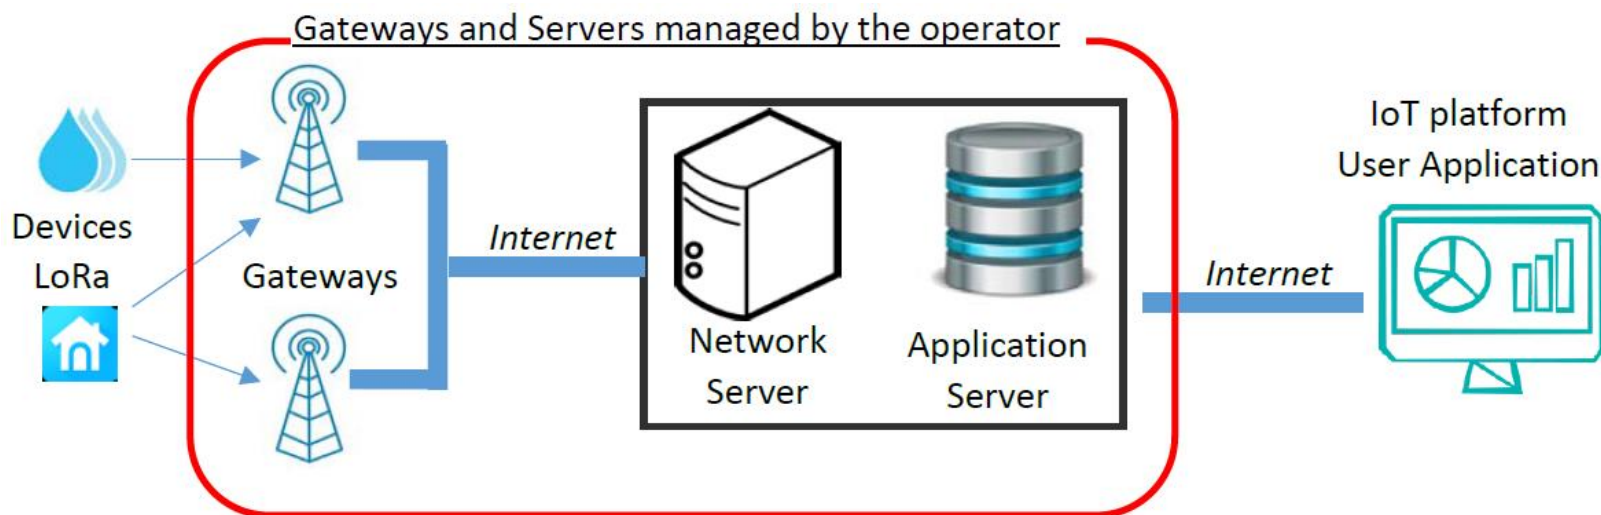 Gateways and Servers managed by the operator
Devices
LoRa
Gateways
Internet
Network
Server
Application
Server
Internet
IoT platform
User Application